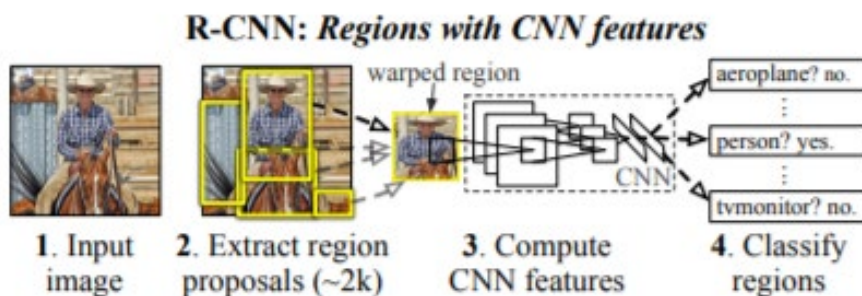 R-CNN: Regions with CNN features
warped region
aeroplane? no.
⋮
person? yes.
⋮
tvmonitor? no.
CNN
1. Input
image
2. Extract region
proposals (~2k)
3. Compute
CNN features
4. Classify
regions